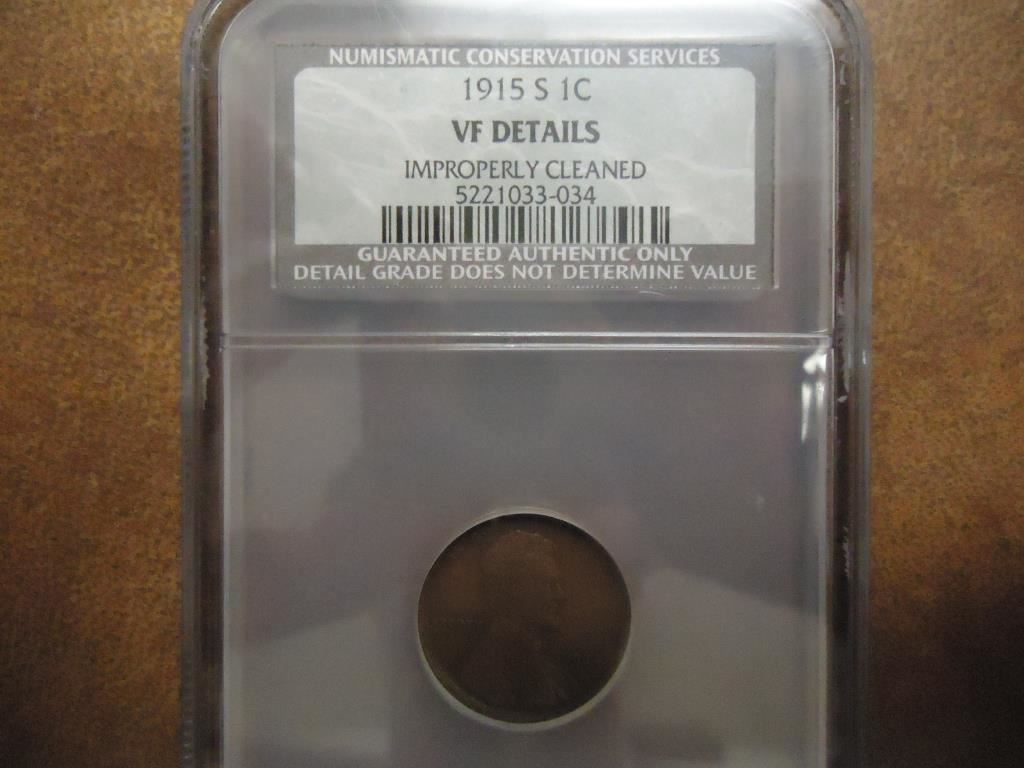 NUMISMATIC CONSERVATION SERVICES
1915 S 1C
VF DETAILS
IMPROPERLY CLEANED
5221033-034
GUARANTEED AUTHENTIC ONLY
DETAIL GRADE DOES NOT DETERMINE VALUE